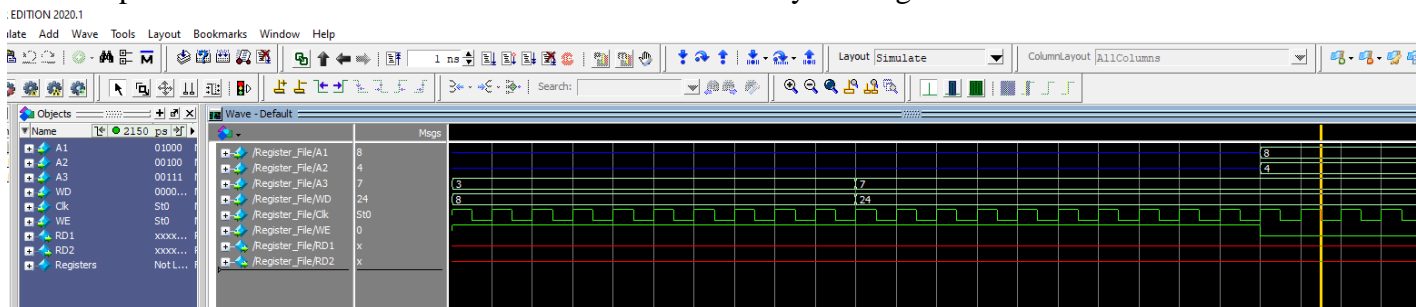 EDITION 2020.1
Add Wave Tools Layout Bookmarks Window Help
1 ns Layout Simulate ColumnLayout AllColumns
Search:
Objects
Wave - Default
Name 2150 ps
Msgs
A1 01000
A2 00100
A3 00111
WD 0000...
Clk St0
WE St0
RD1 xxxx...
RD2 xxxx...
Registers Not L...
/Register_File/A1 8 8
/Register_File/A2 4 4
/Register_File/A3 7 3 7
/Register_File/WD 24 8 24
/Register_File/Clk St0
/Register_File/WE 0
/Register_File/RD1 x
/Register_File/RD2 x